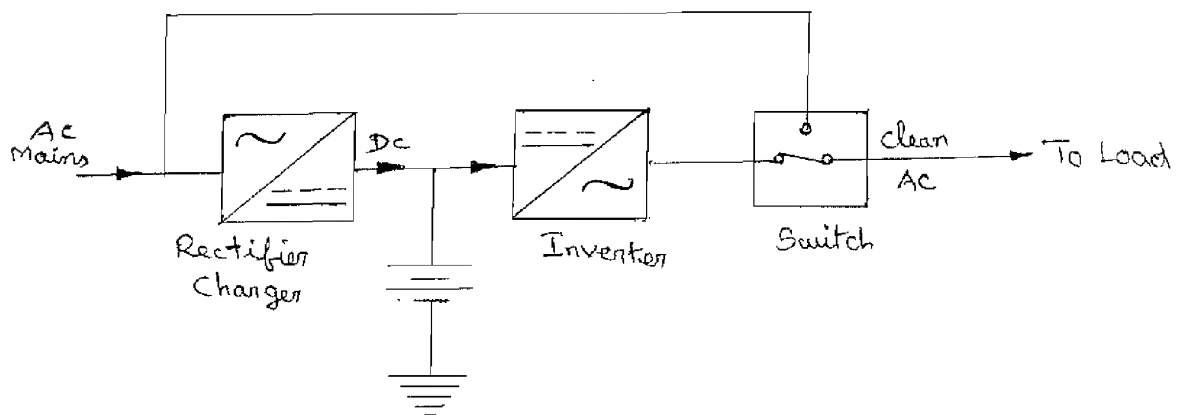 Ac
Mains
DC
Rectifier
Charger
Inverter
Switch
Clean
AC
To Load